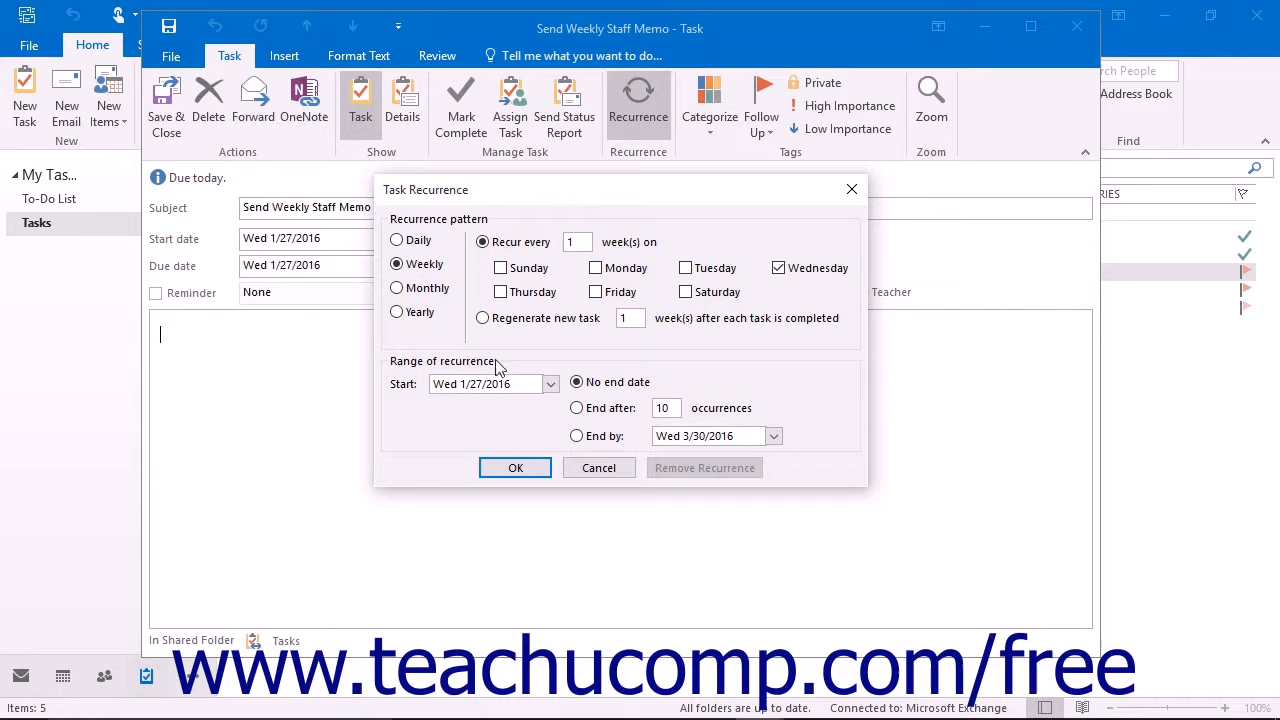 Send Weekly Staff Memo - Task
File Home
File Task Insert Format Text Review Tell me what you want to do...
New Task
New Email
New Items
New
Save & Close
Delete
Forward
OneNote
Actions
Task
Details
Show
Mark Complete
Assign Task
Send Status Report
Manage Task
Recurrence
Recurrence
Categorize
Follow Up
Private
High Importance
Low Importance
Tags
Zoom
Zoom
rch People
Address Book
Find
My Tas...
To-Do List
Tasks
RIES
Due today.
Subject Send Weekly Staff Memo
Start date Wed 1/27/2016
Due date Wed 1/27/2016
Reminder None
Teacher
Task Recurrence
Recurrence pattern
Daily
Weekly
Monthly
Yearly
Recur every 1 week(s) on
Sunday Monday Tuesday Wednesday
Thursday Friday Saturday
Regenerate new task 1 week(s) after each task is completed
Range of recurrence
Start: Wed 1/27/2016
No end date
End after: 10 occurrences
End by: Wed 3/30/2016
OK Cancel Remove Recurrence
In Shared Folder Tasks
www.teachucomp.com/free
Items: 5 All folders are up to date. Connected to: Microsoft Exchange 100%